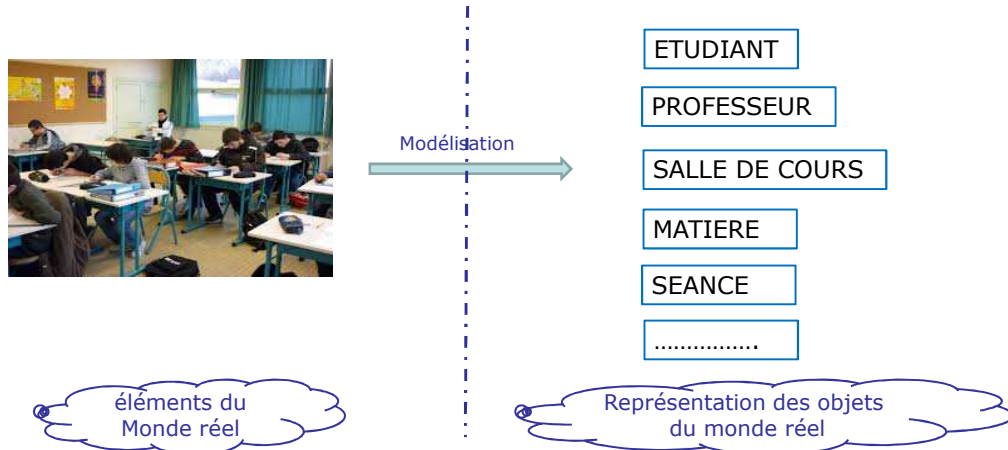 ETUDIANT
PROFESSEUR
Modélisation
SALLE DE COURS
MATIERE
SEANCE
…………….
éléments du
Monde réel
Représentation des objets
du monde réel